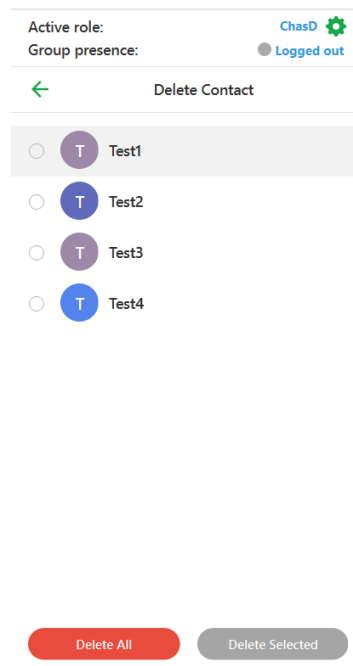 Active role: ChasD
Group presence: Logged out
Delete Contact
T Test1
T Test2
T Test3
T Test4
Delete All Delete Selected